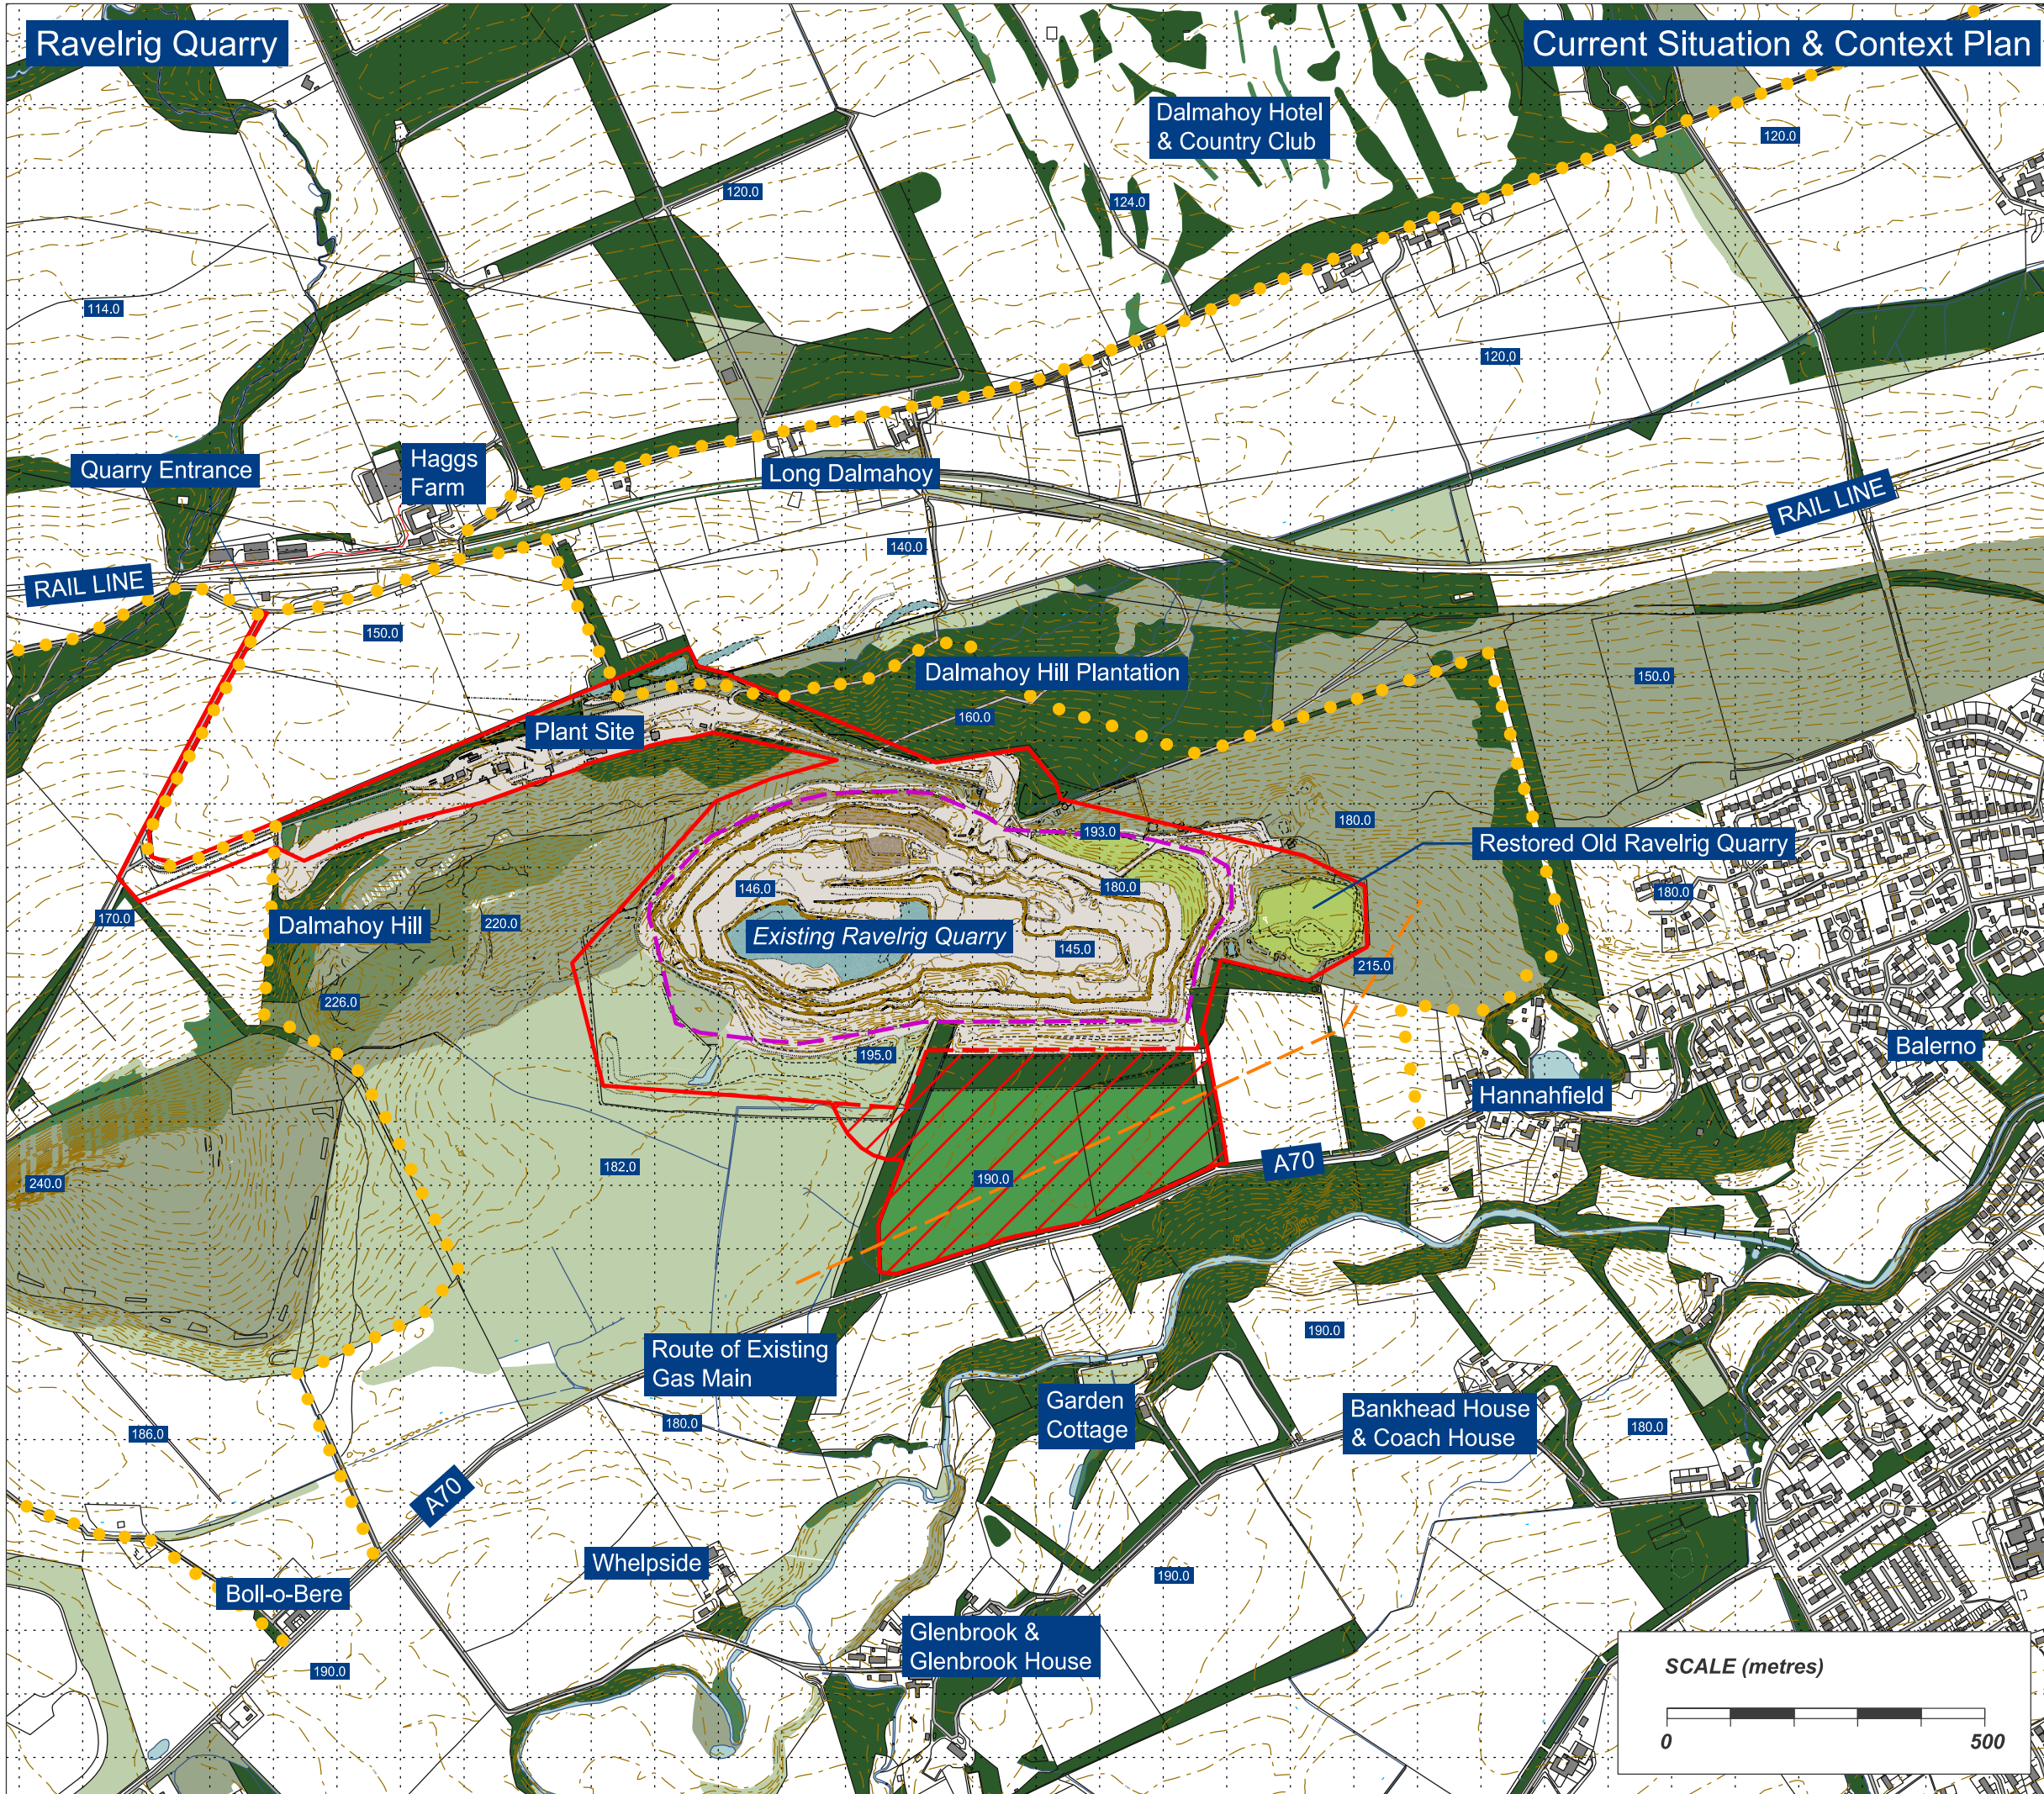 Ravelrig Quarry
Current Situation & Context Plan
Dalmahoy Hotel
& Country Club
120.0
120.0
124.0
114.0
120.0
Quarry Entrance
Haggs
Farm
Long Dalmahoy
RAIL LINE
140.0
RAIL LINE
150.0
Dalmahoy Hill Plantation
150.0
160.0
Plant Site
193.0
180.0
Restored Old Ravelrig Quarry
146.0
180.0
180.0
170.0
Dalmahoy Hill
220.0
Existing Ravelrig Quarry
145.0
215.0
226.0
195.0
Balerno
Hannahfield
240.0
182.0
190.0
A70
Route of Existing
Gas Main
190.0
186.0
180.0
Garden
Cottage
Bankhead House
& Coach House
180.0
A70
Whelpside
190.0
Boll-o-Bere
Glenbrook &
Glenbrook House
190.0
SCALE (metres)
0
500